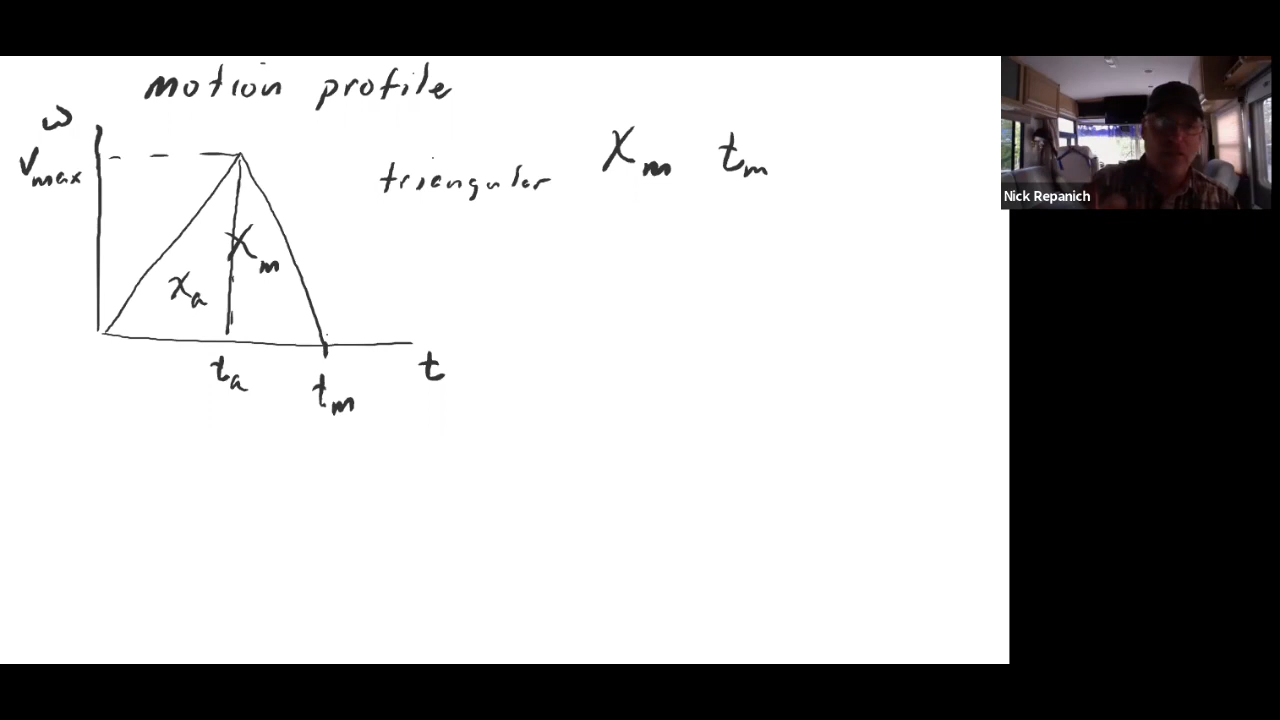 motion profile
ω
Vmax
triangular
Xm tm
Xm
xa
ta
tm
t
Nick Repanich